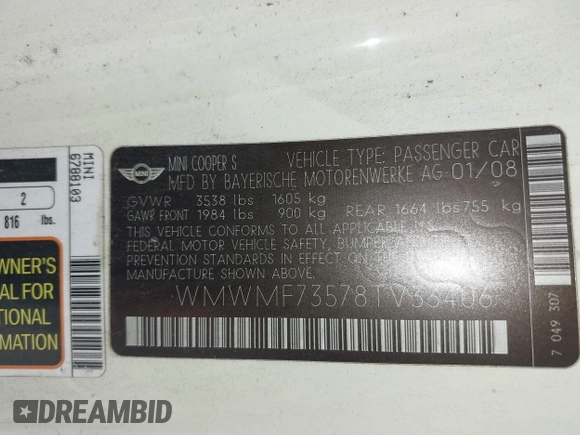 MINI
6788103
2
816 lbs.
WNER'S
AL FOR
TIONAL
MATION
MINI
MINI COOPER S VEHICLE TYPE: PASSENGER CAR
MFD BY BAYERISCHE MOTORENWERKE AG 01/08
GVWR 3538 lbs 1605 kg
GAWR FRONT 1984 lbs 900 kg REAR 1664 lbs 755 kg
THIS VEHICLE CONFORMS TO ALL APPLICABLE
FEDERAL MOTOR VEHICLE SAFETY, BUMPER AND
PREVENTION STANDARDS IN EFFECT ON THE DATE OF
MANUFACTURE SHOWN ABOVE.
WMWMF73578TV35406
7 049 307
DREAMBID